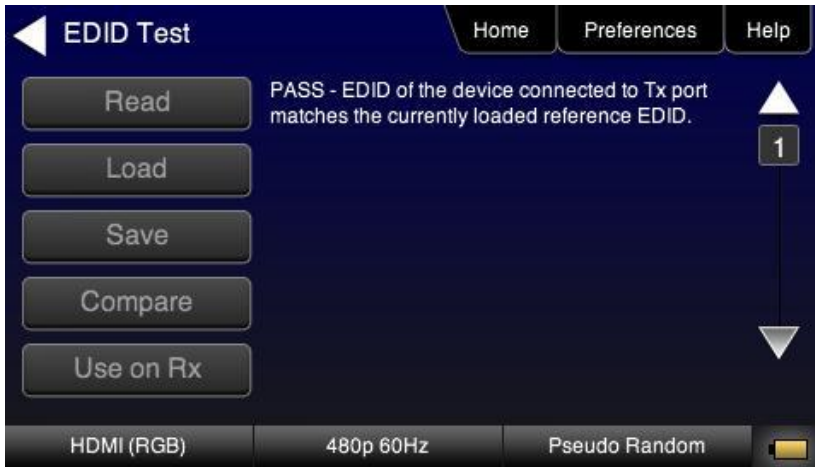 EDID Test
Home
Preferences
Help
Read
Load
Save
Compare
Use on Rx
PASS - EDID of the device connected to Tx port
matches the currently loaded reference EDID.
1
HDMI (RGB)
480p 60Hz
Pseudo Random